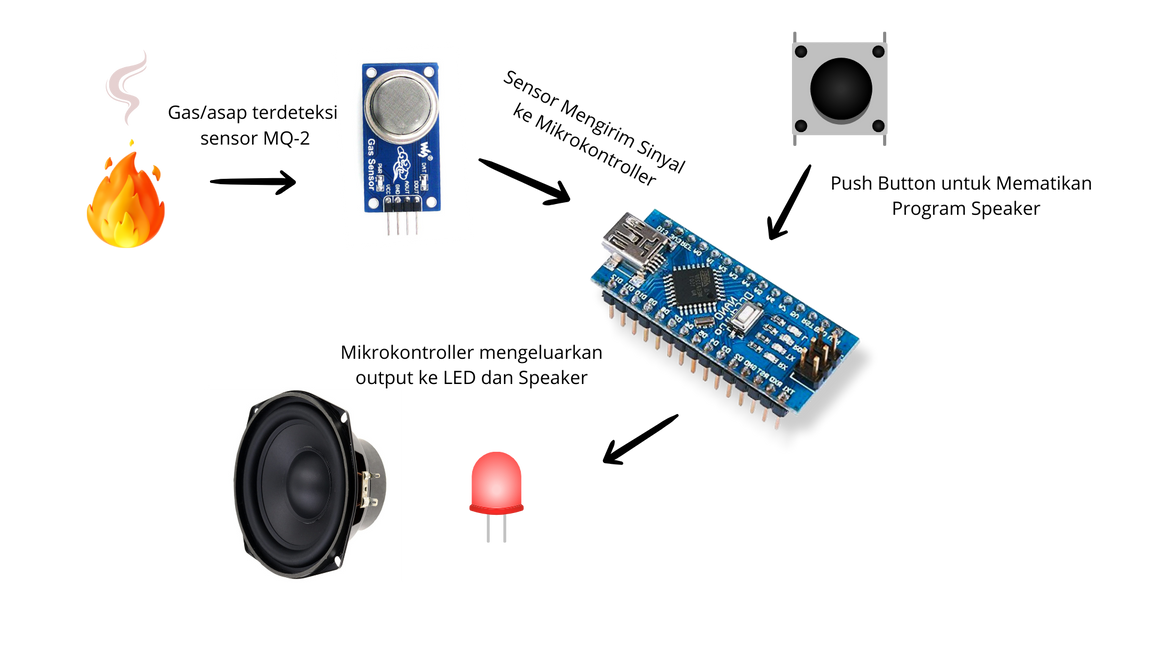 Gas/asap terdeteksi
sensor MQ-2
Sensor Mengirim Sinyal
ke Mikrokontroller
Gas Sensor
Push Button untuk Mematikan
Program Speaker
Mikrokontroller mengeluarkan
output ke LED dan Speaker